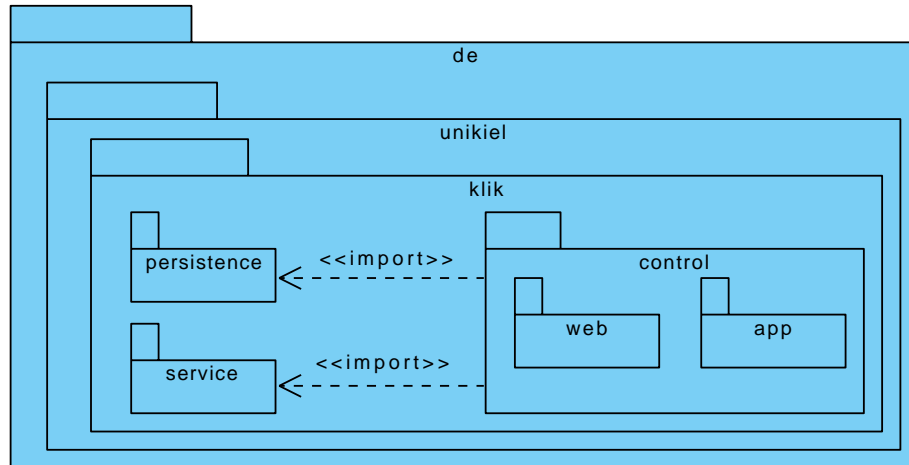 de
unikiel
klik
persistence
<<import>>
control
web
app
service
<<import>>